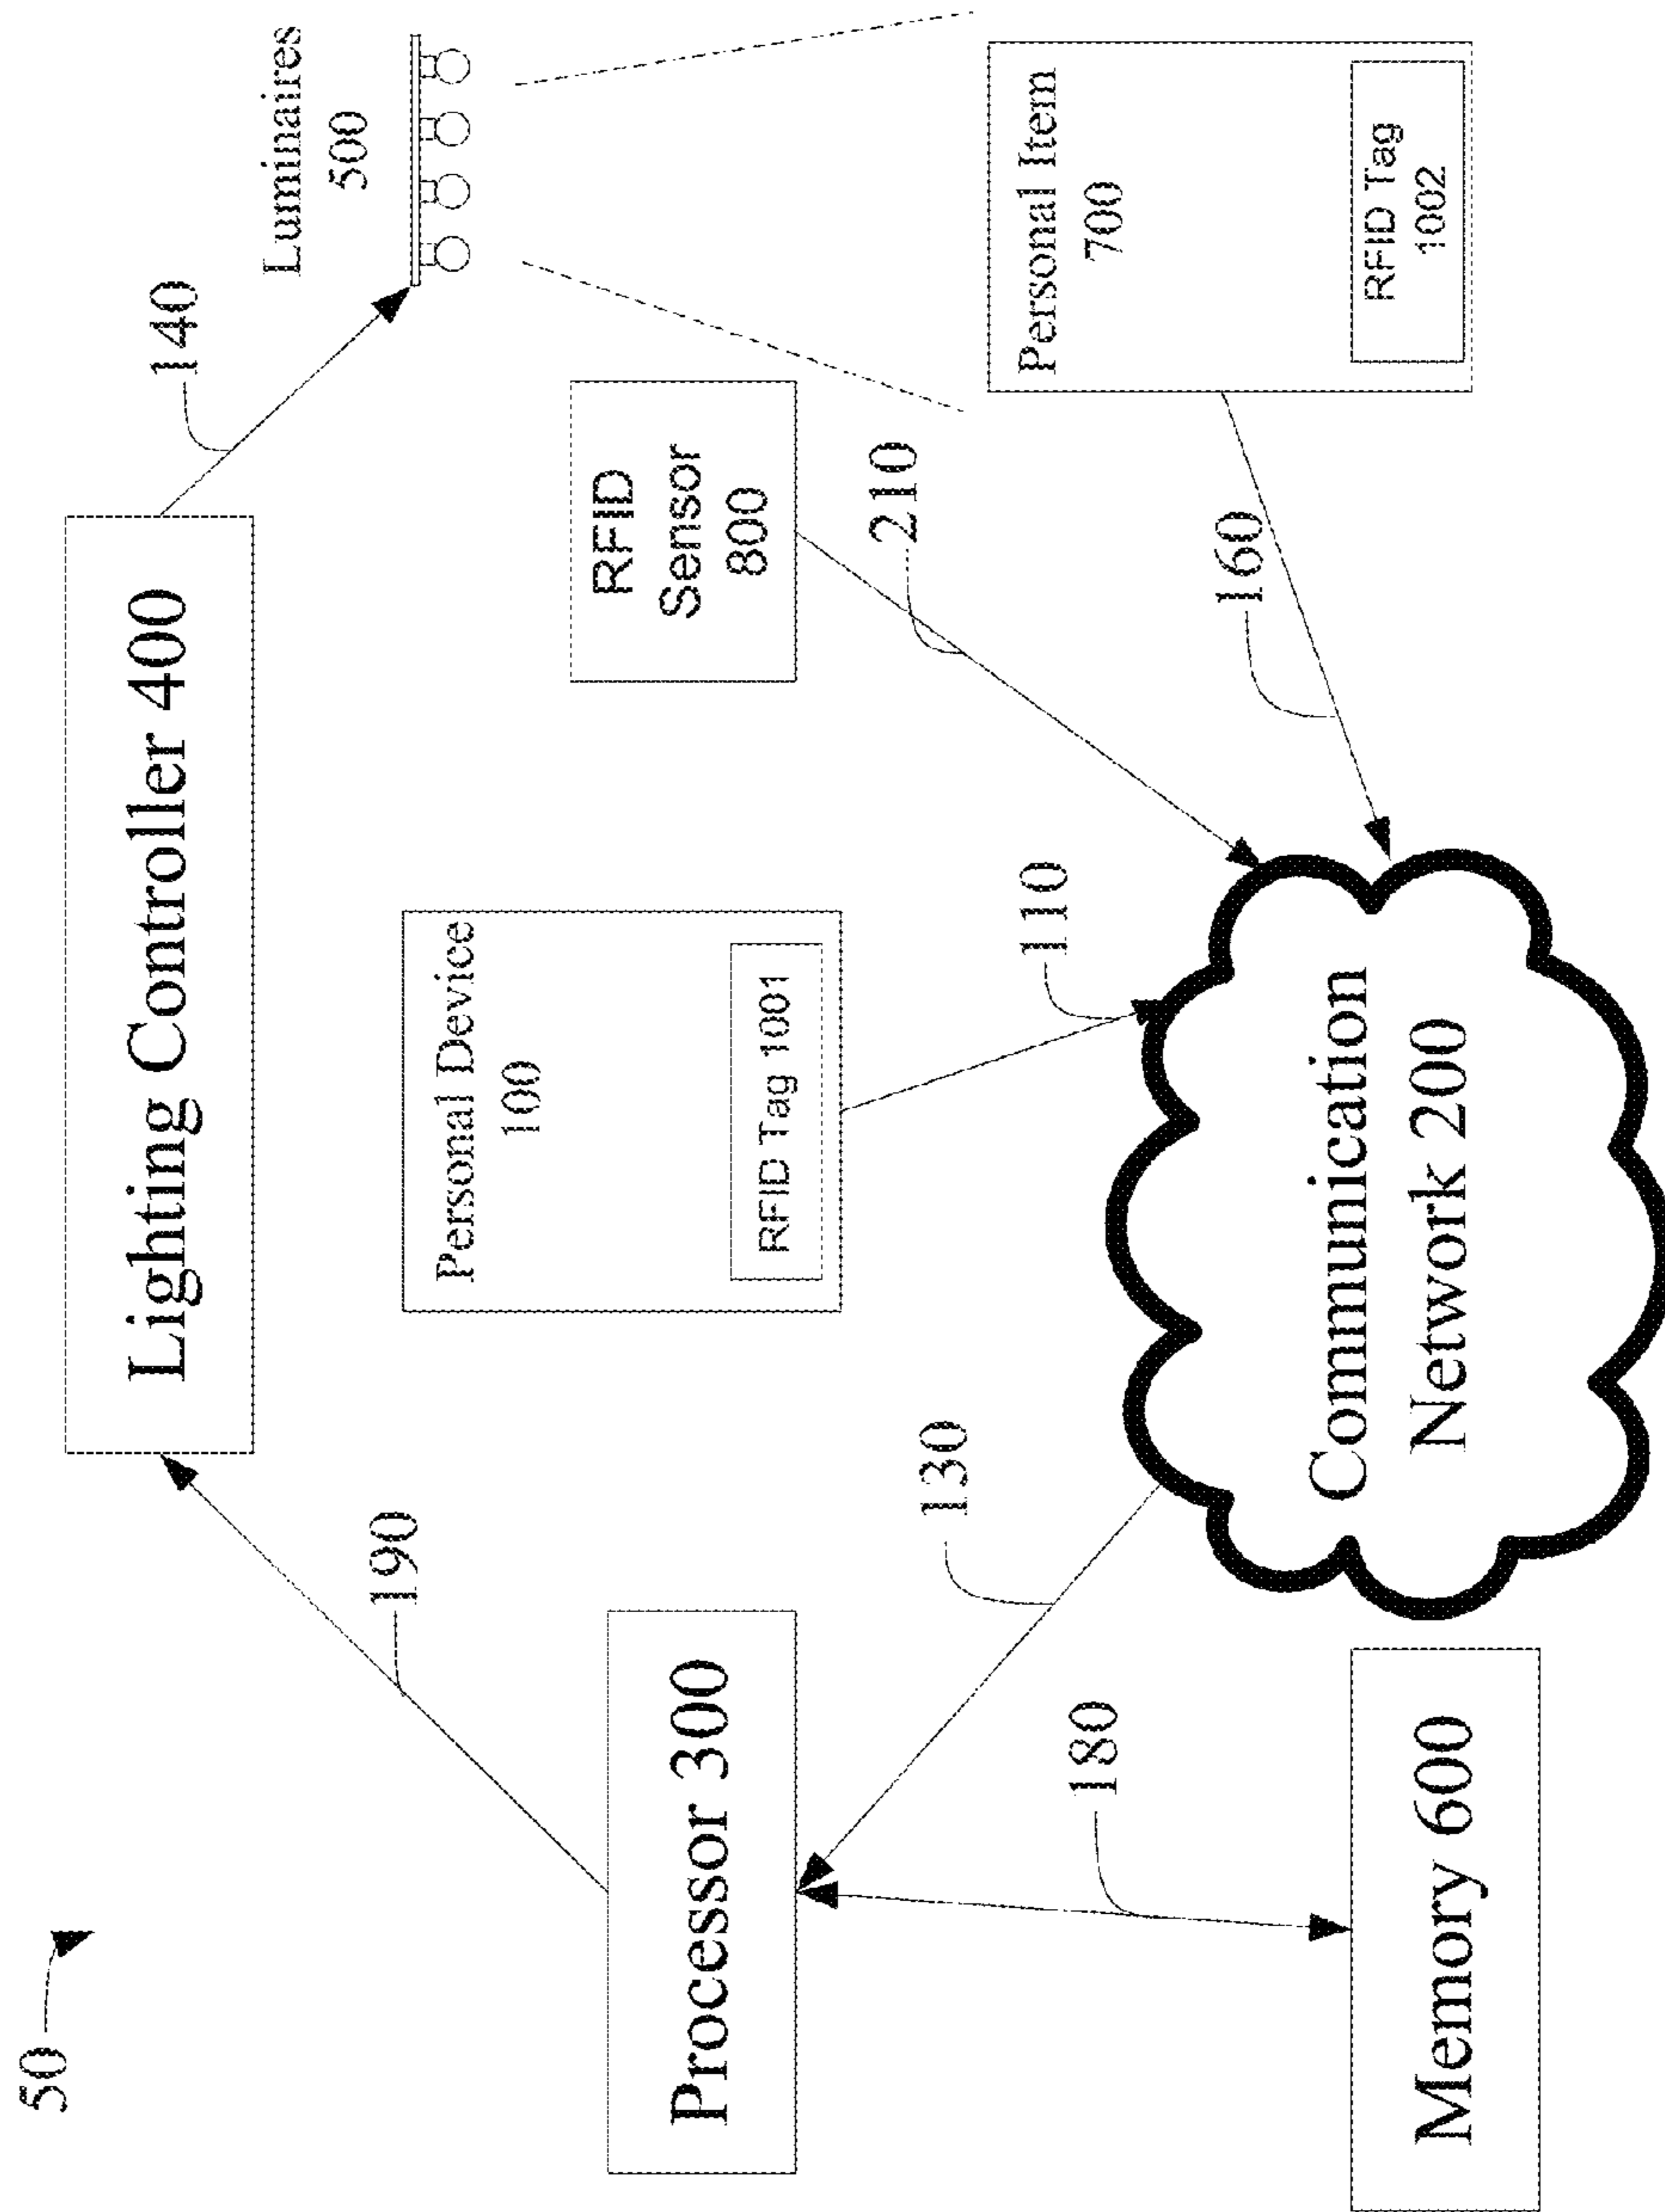 50
Lighting Controller 400
190
140
Luminaires
500
Personal Device
100
RFID Tag 1001
RFID
Sensor
800
Processor 300
130
110
210
160
Personal Item
700
RFID Tag
1002
180
Memory 600
Communication
Network 200